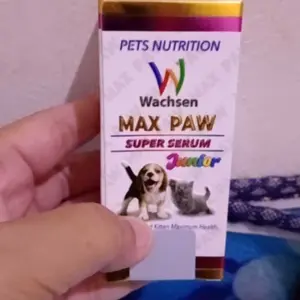 PETS NUTRITION
W
Wachsen
MAX PAW
SUPER SERUM
Junior
Kitten Maximum Health